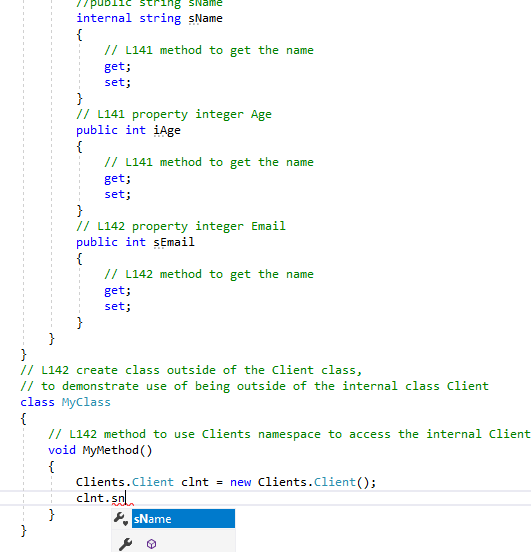 //public string sName
internal string sName
{
// L141 method to get the name
get;
set;
}
// L141 property integer Age
public int iAge
{
// L141 method to get the name
get;
set;
}
// L142 property integer Email
public int sEmail
{
// L142 method to get the name
get;
set;
}
}
}
// L142 create class outside of the Client class,
// to demonstrate use of being outside of the internal class Client
class MyClass
{
// L142 method to use Clients namespace to access the internal Client
void MyMethod()
{
Clients.Client clnt = new Clients.Client();
clnt.sn
sName
}
}